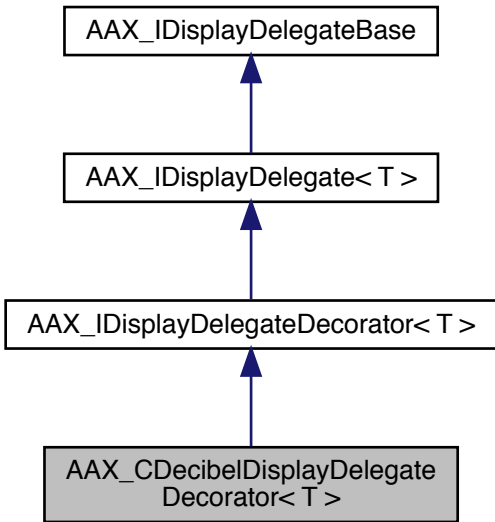 AAX_IDisplayDelegateBase
AAX_IDisplayDelegate< T >
AAX_IDisplayDelegateDecorator< T >
AAX_CDecibelDisplayDelegate
Decorator< T >